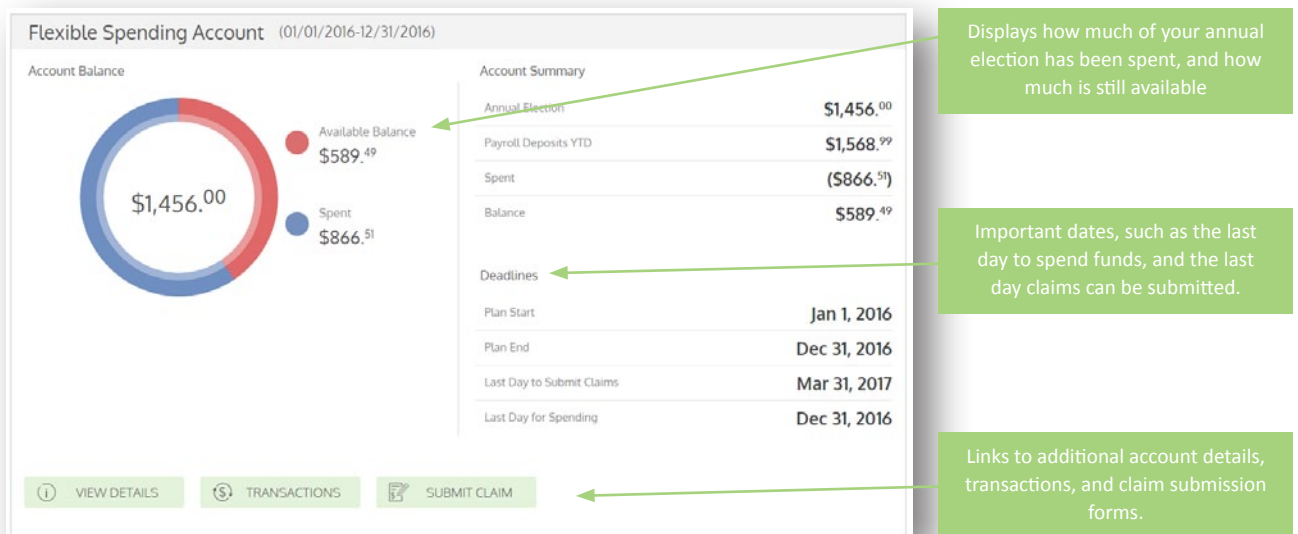 Flexible Spending Account (01/01/2016-12/31/2016)
Account Balance
$1,456.00
Available Balance
$589.49
Spent
$866.51
Account Summary
Annual Election $1,456.00
Payroll Deposits YTD $1,568.99
Spent ($866.51)
Balance $589.49
Deadlines
Plan Start Jan 1, 2016
Plan End Dec 31, 2016
Last Day to Submit Claims Mar 31, 2017
Last Day for Spending Dec 31, 2016
VIEW DETAILS TRANSACTIONS SUBMIT CLAIM
Displays how much of your annual
election has been spent, and how
much is still available
Important dates, such as the last
day to spend funds, and the last
day claims can be submitted.
Links to additional account details,
transactions, and claim submission
forms.